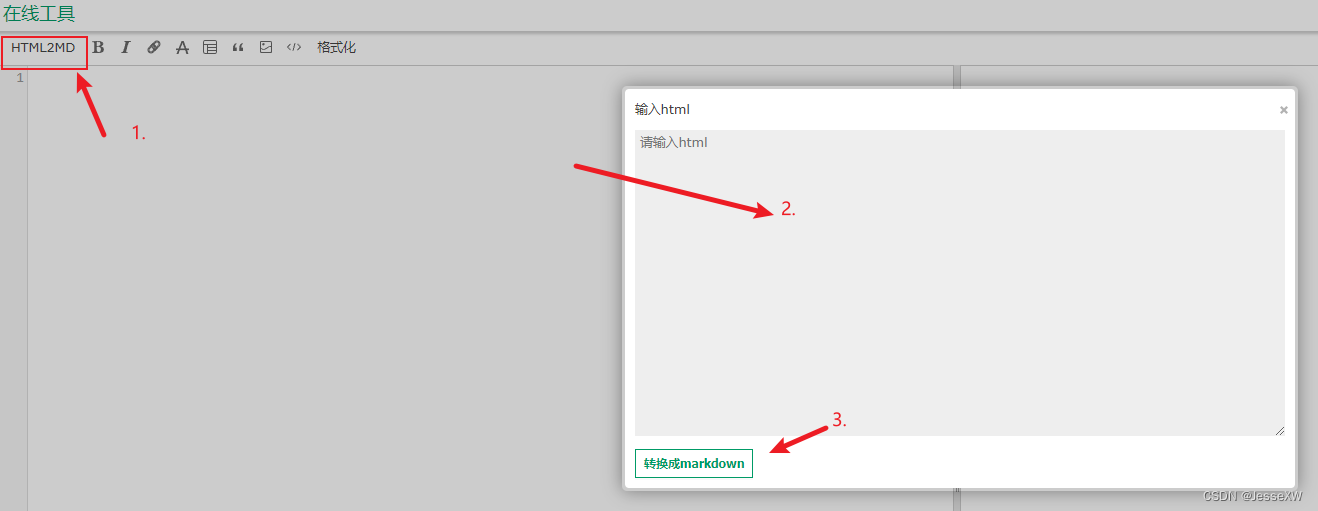 在线工具
HTML2MD B I A 格式化
1
1.
输入html ×
请输入html
2.
3.
转换成markdown
CSDN @JesseXW